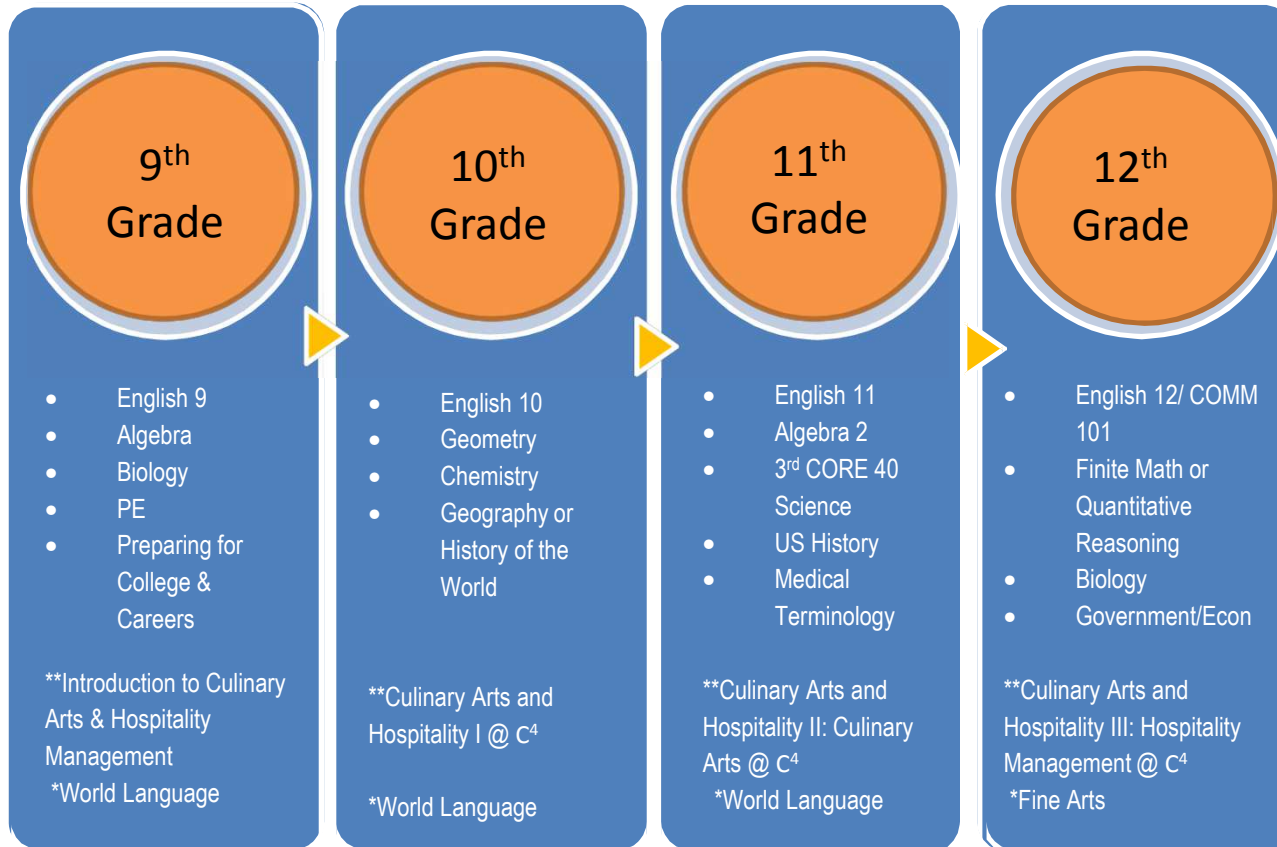 9th
Grade
• English 9
• Algebra
• Biology
• PE
• Preparing for
College &
Careers
**Introduction to Culinary
Arts & Hospitality
Management
*World Language
10th
Grade
• English 10
• Geometry
• Chemistry
• Geography or
History of the
World
**Culinary Arts and
Hospitality I @ C⁴
*World Language
11th
Grade
• English 11
• Algebra 2
• 3rd CORE 40
Science
• US History
• Medical
Terminology
**Culinary Arts and
Hospitality II: Culinary
Arts @ C⁴
*World Language
12th
Grade
• English 12/ COMM
101
• Finite Math or
Quantitative
Reasoning
• Biology
• Government/Econ
**Culinary Arts and
Hospitality III: Hospitality
Management @ C⁴
*Fine Arts